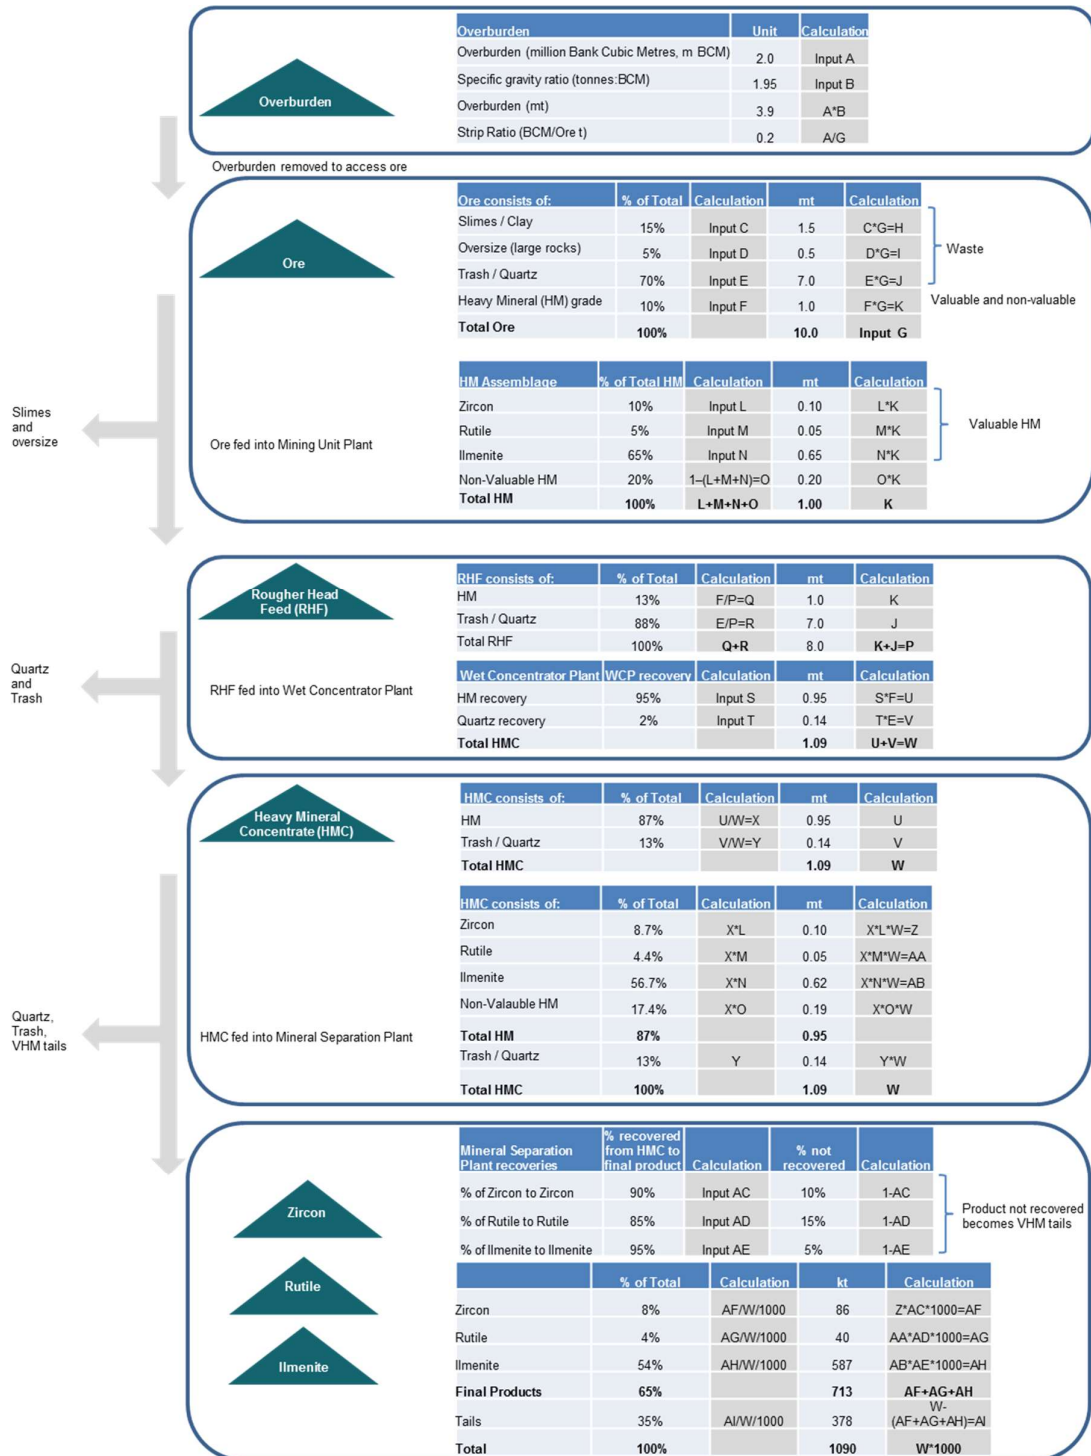 Overburden Unit Calculation
Overburden (million Bank Cubic Metres, m BCM) 2.0 Input A
Specific gravity ratio (tonnes:BCM) 1.95 Input B
Overburden (mt) 3.9 A*B
Strip Ratio (BCM/Ore t) 0.2 A/G
Overburden
Overburden removed to access ore
Ore consists of: % of Total Calculation mt Calculation
Slimes / Clay 15% Input C 1.5 C*G=H
Oversize (large rocks) 5% Input D 0.5 D*G=I
Trash / Quartz 70% Input E 7.0 E*G=J
Heavy Mineral (HM) grade 10% Input F 1.0 F*G=K
Total Ore 100% 10.0 Input G
Waste
Valuable and non-valuable
Ore
HM Assemblage % of Total HM Calculation mt Calculation
Zircon 10% Input L 0.10 L*K
Rutile 5% Input M 0.05 M*K
Ilmenite 65% Input N 0.65 N*K
Non-Valuable HM 20% 1–(L+M+N)=O 0.20 O*K
Total HM 100% L+M+N+O 1.00 K
Valuable HM
Slimes
and
oversize
Ore fed into Mining Unit Plant
Rougher Head
Feed (RHF)
RHF consists of: % of Total Calculation mt Calculation
HM 13% F/P=Q 1.0 K
Trash / Quartz 88% E/P=R 7.0 J
Total RHF 100% Q+R 8.0 K+J=P
Wet Concentrator Plant WCP recovery Calculation mt Calculation
HM recovery 95% Input S 0.95 S*F=U
Quartz recovery 2% Input T 0.14 T*E=V
Total HMC 1.09 U+V=W
Quartz
and
Trash
RHF fed into Wet Concentrator Plant
Heavy Mineral
Concentrate (HMC)
HMC consists of: % of Total Calculation mt Calculation
HM 87% U/W=X 0.95 U
Trash / Quartz 13% V/W=Y 0.14 V
Total HMC 1.09 W
HMC consists of: % of Total Calculation mt Calculation
Zircon 8.7% X*L 0.10 X*L*W=Z
Rutile 4.4% X*M 0.05 X*M*W=AA
Ilmenite 56.7% X*N 0.62 X*N*W=AB
Non-Valauble HM 17.4% X*O 0.19 X*O*W
Total HM 87% 0.95
Trash / Quartz 13% Y 0.14 Y*W
Total HMC 100% 1.09 W
Quartz,
Trash,
VHM tails
HMC fed into Mineral Separation Plant
Mineral Separation
Plant recoveries % recovered
from HMC to
final product Calculation % not
recovered Calculation
% of Zircon to Zircon 90% Input AC 10% 1-AC
% of Rutile to Rutile 85% Input AD 15% 1-AD
% of Ilmenite to Ilmenite 95% Input AE 5% 1-AE
Product not recovered
becomes VHM tails
Zircon
Rutile
Ilmenite
% of Total Calculation kt Calculation
Zircon 8% AF/W/1000 86 Z*AC*1000=AF
Rutile 4% AG/W/1000 40 AA*AD*1000=AG
Ilmenite 54% AH/W/1000 587 AB*AE*1000=AH
Final Products 65% 713 AF+AG+AH
Tails 35% AI/W/1000 378 W-
(AF+AG+AH)=AI
Total 100% 1090 W*1000